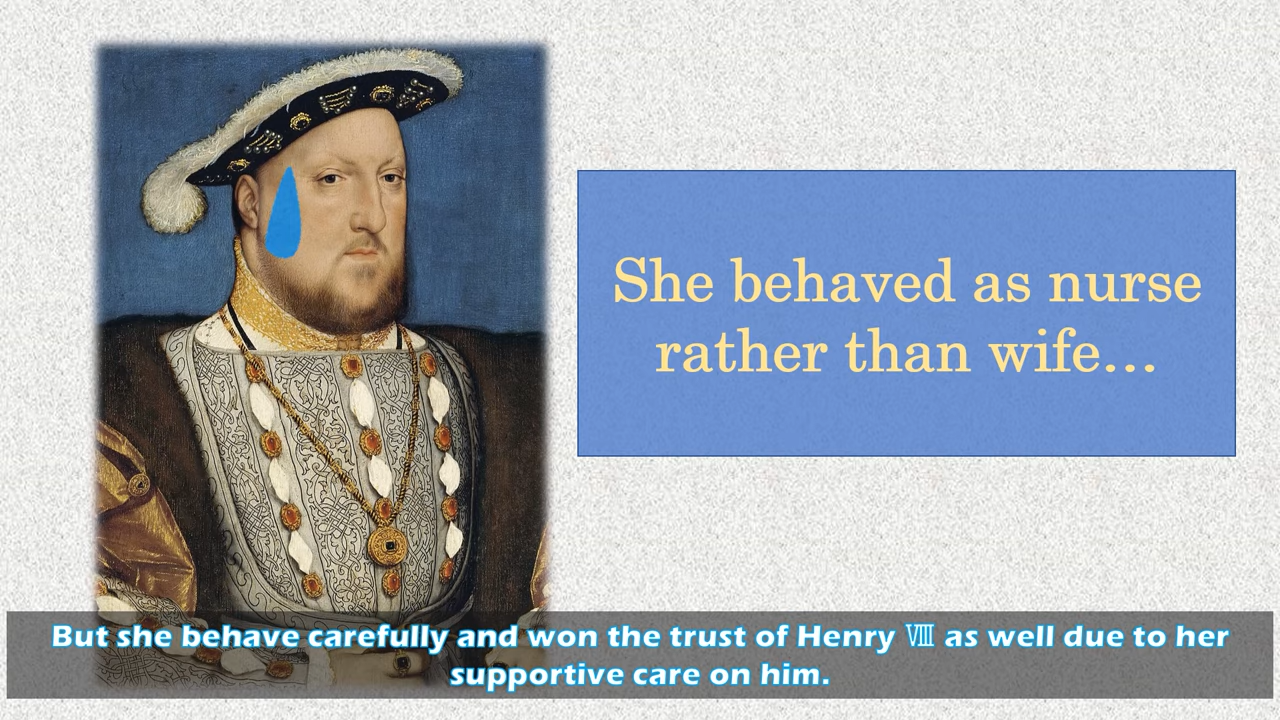 She behaved as nurse
rather than wife...
But she behave carefully and won the trust of Henry Ⅷ as well due to her
supportive care on him.